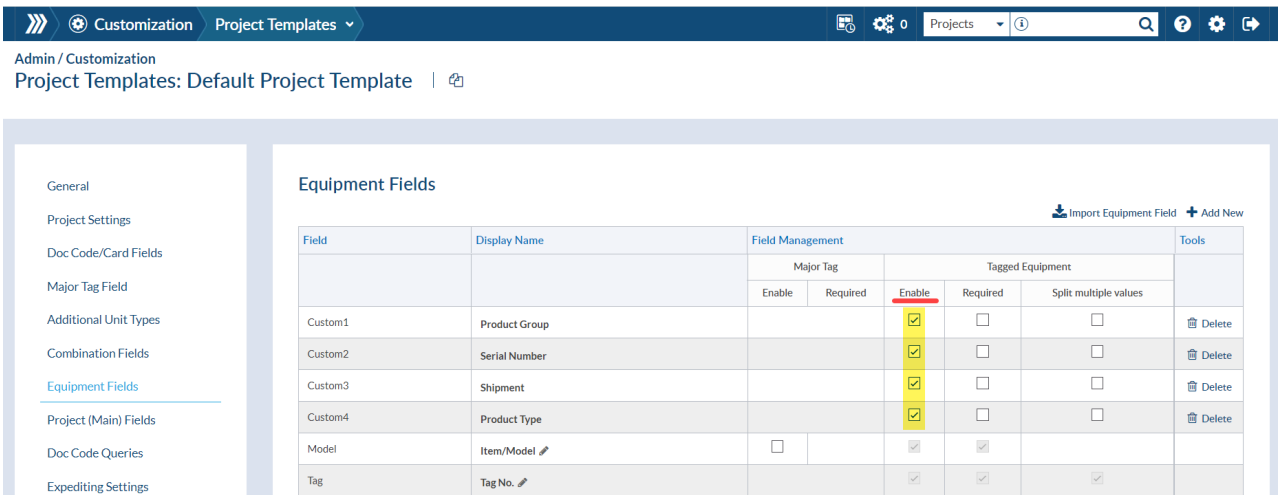 Customization Project Templates 0 Projects
Admin / Customization
Project Templates: Default Project Template
General
Project Settings
Doc Code/Card Fields
Major Tag Field
Additional Unit Types
Combination Fields
Equipment Fields
Project (Main) Fields
Doc Code Queries
Expediting Settings
Equipment Fields
Import Equipment Field Add New
Field Display Name Field Management Tools
Major Tag Tagged Equipment
Enable Required Enable Required Split multiple values
Custom1 Product Group Delete
Custom2 Serial Number Delete
Custom3 Shipment Delete
Custom4 Product Type Delete
Model Item/Model
Tag Tag No.